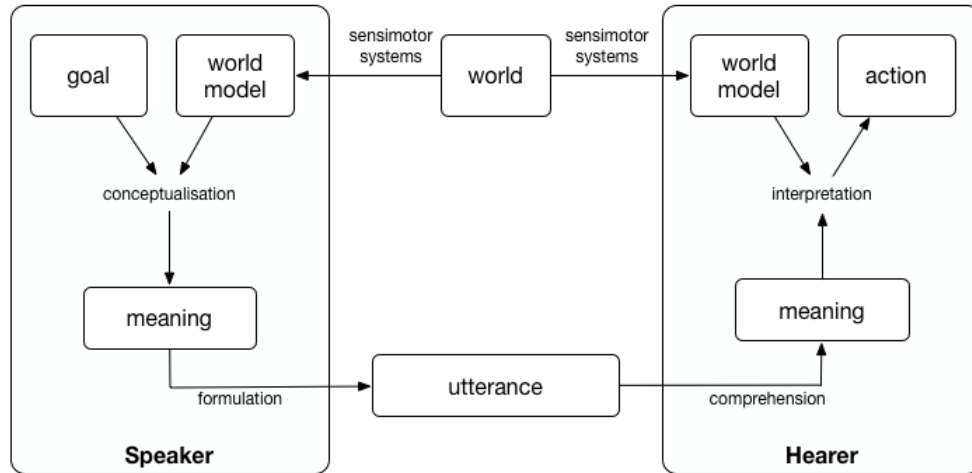 sensimotor
systems
sensimotor
systems
goal
world
model
world
world
model
action
conceptualisation
interpretation
meaning
meaning
utterance
formulation
comprehension
Speaker
Hearer